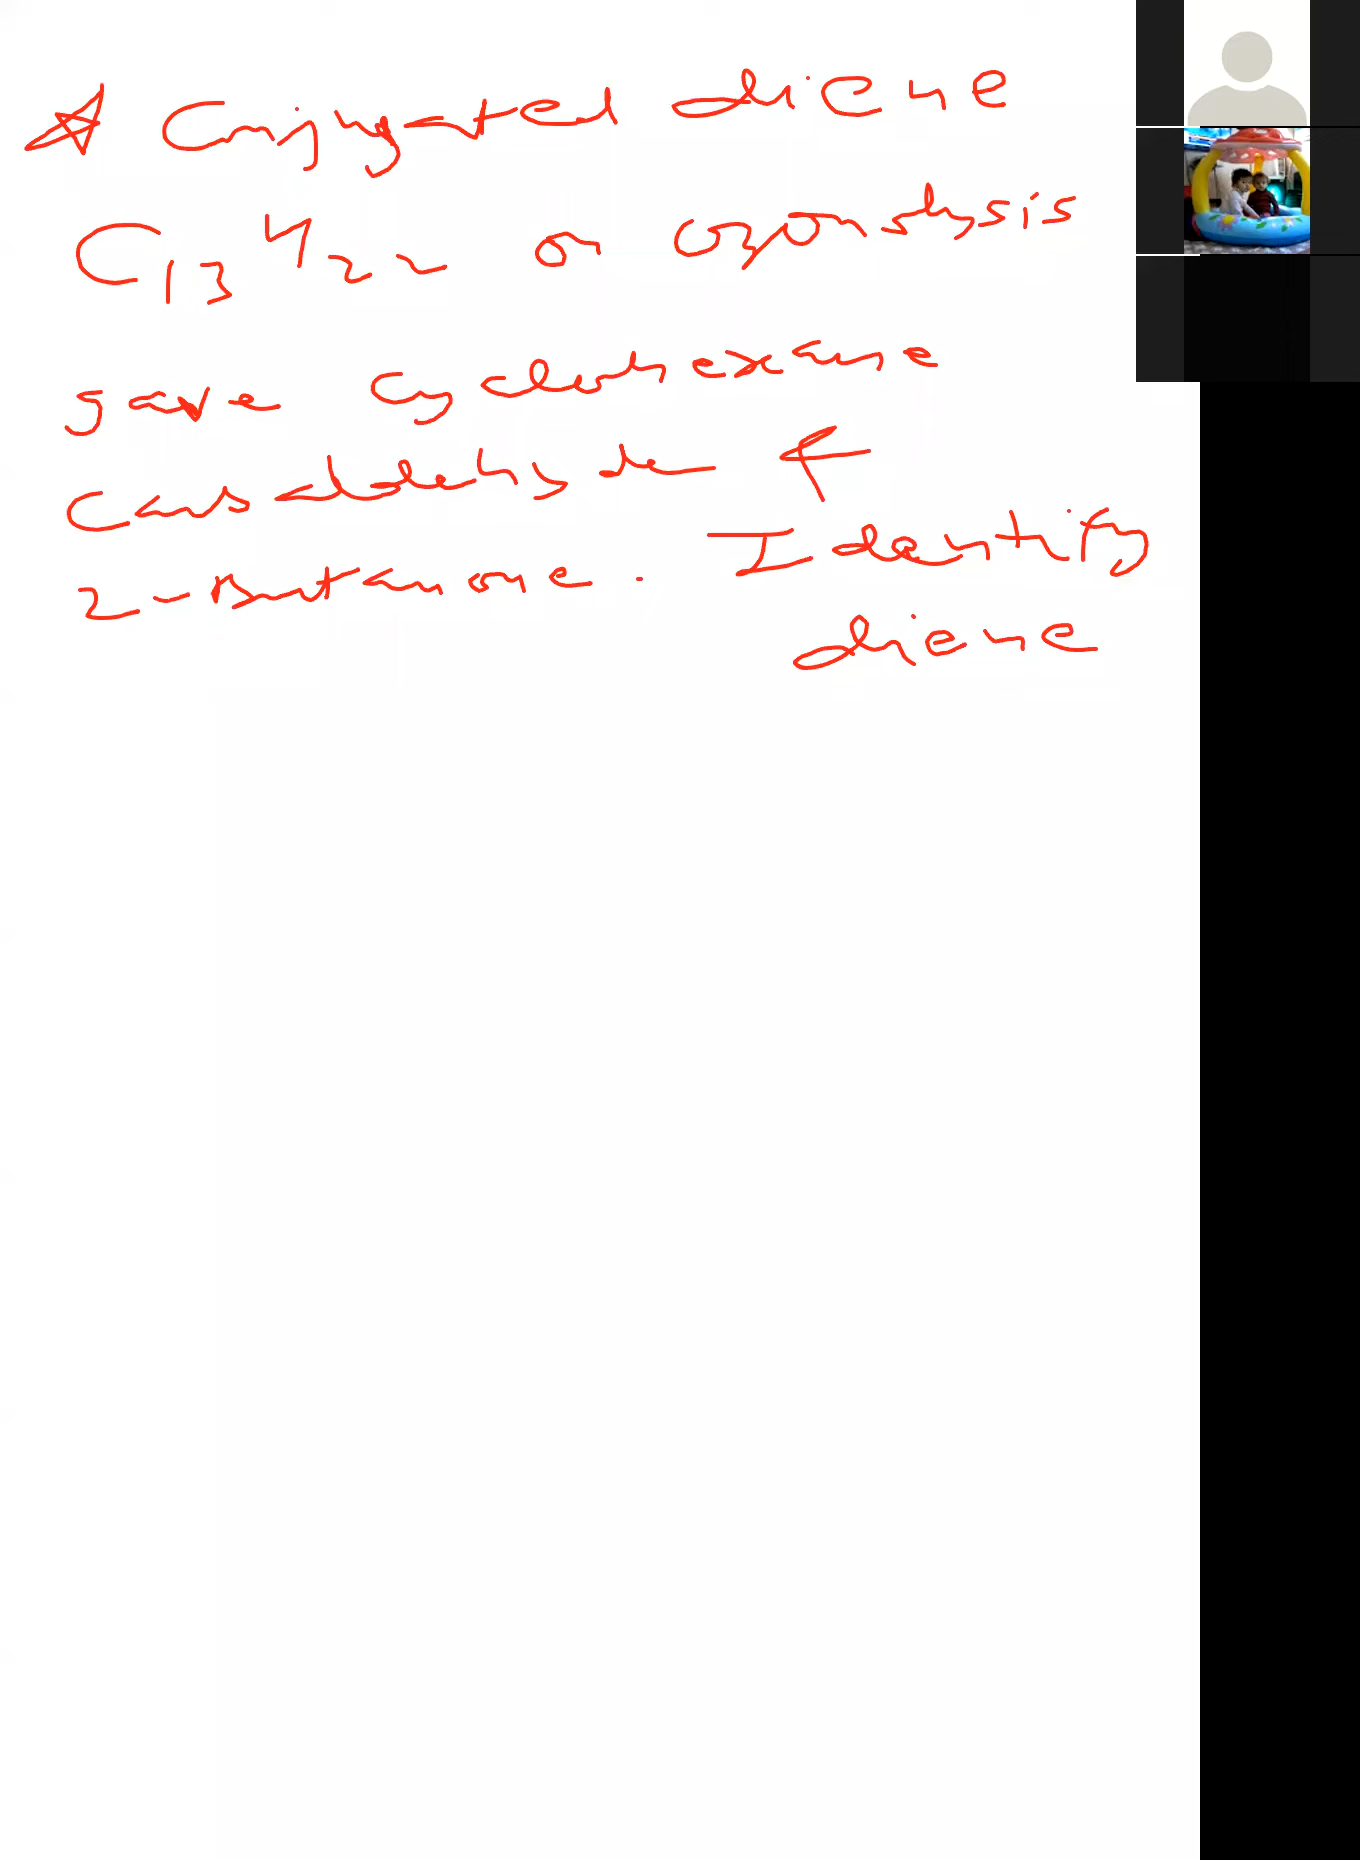 ☆ Conjugated diene
C13H22 on ozonolysis
gave cyclohexane
carbaldehyde &
2-Butanone. Identify
diene